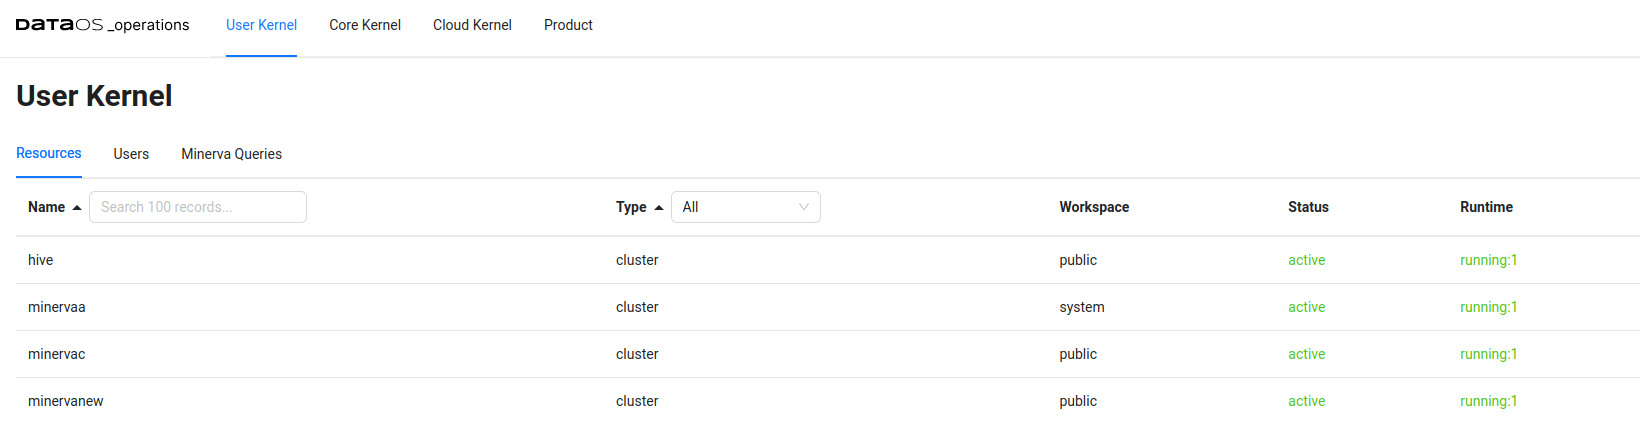 DATAOS _operations User Kernel Core Kernel Cloud Kernel Product
User Kernel
Resources Users Minerva Queries
Name Search 100 records... Type All Workspace Status Runtime
hive cluster public active running:1
minervaa cluster system active running:1
minervac cluster public active running:1
minervanew cluster public active running:1